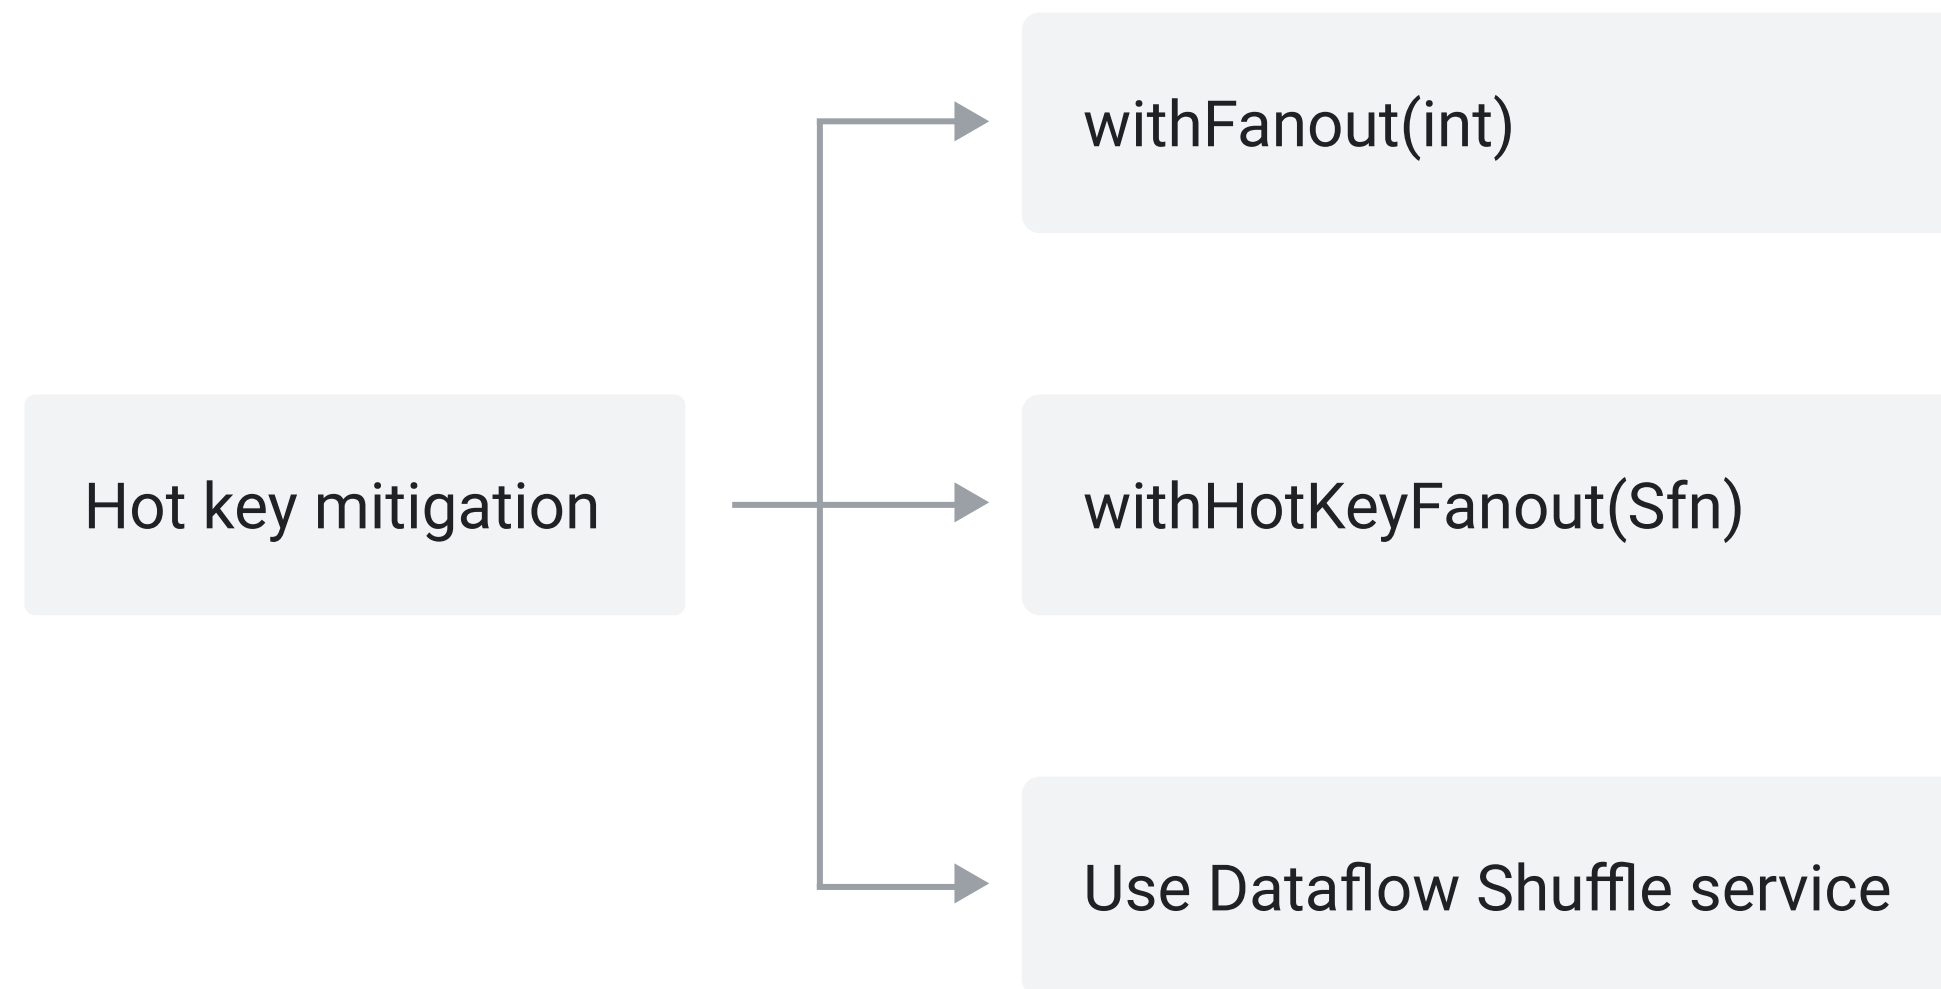 withFanout(int)
Hot key mitigation
withHotKeyFanout(Sfn)
Use Dataflow Shuffle service